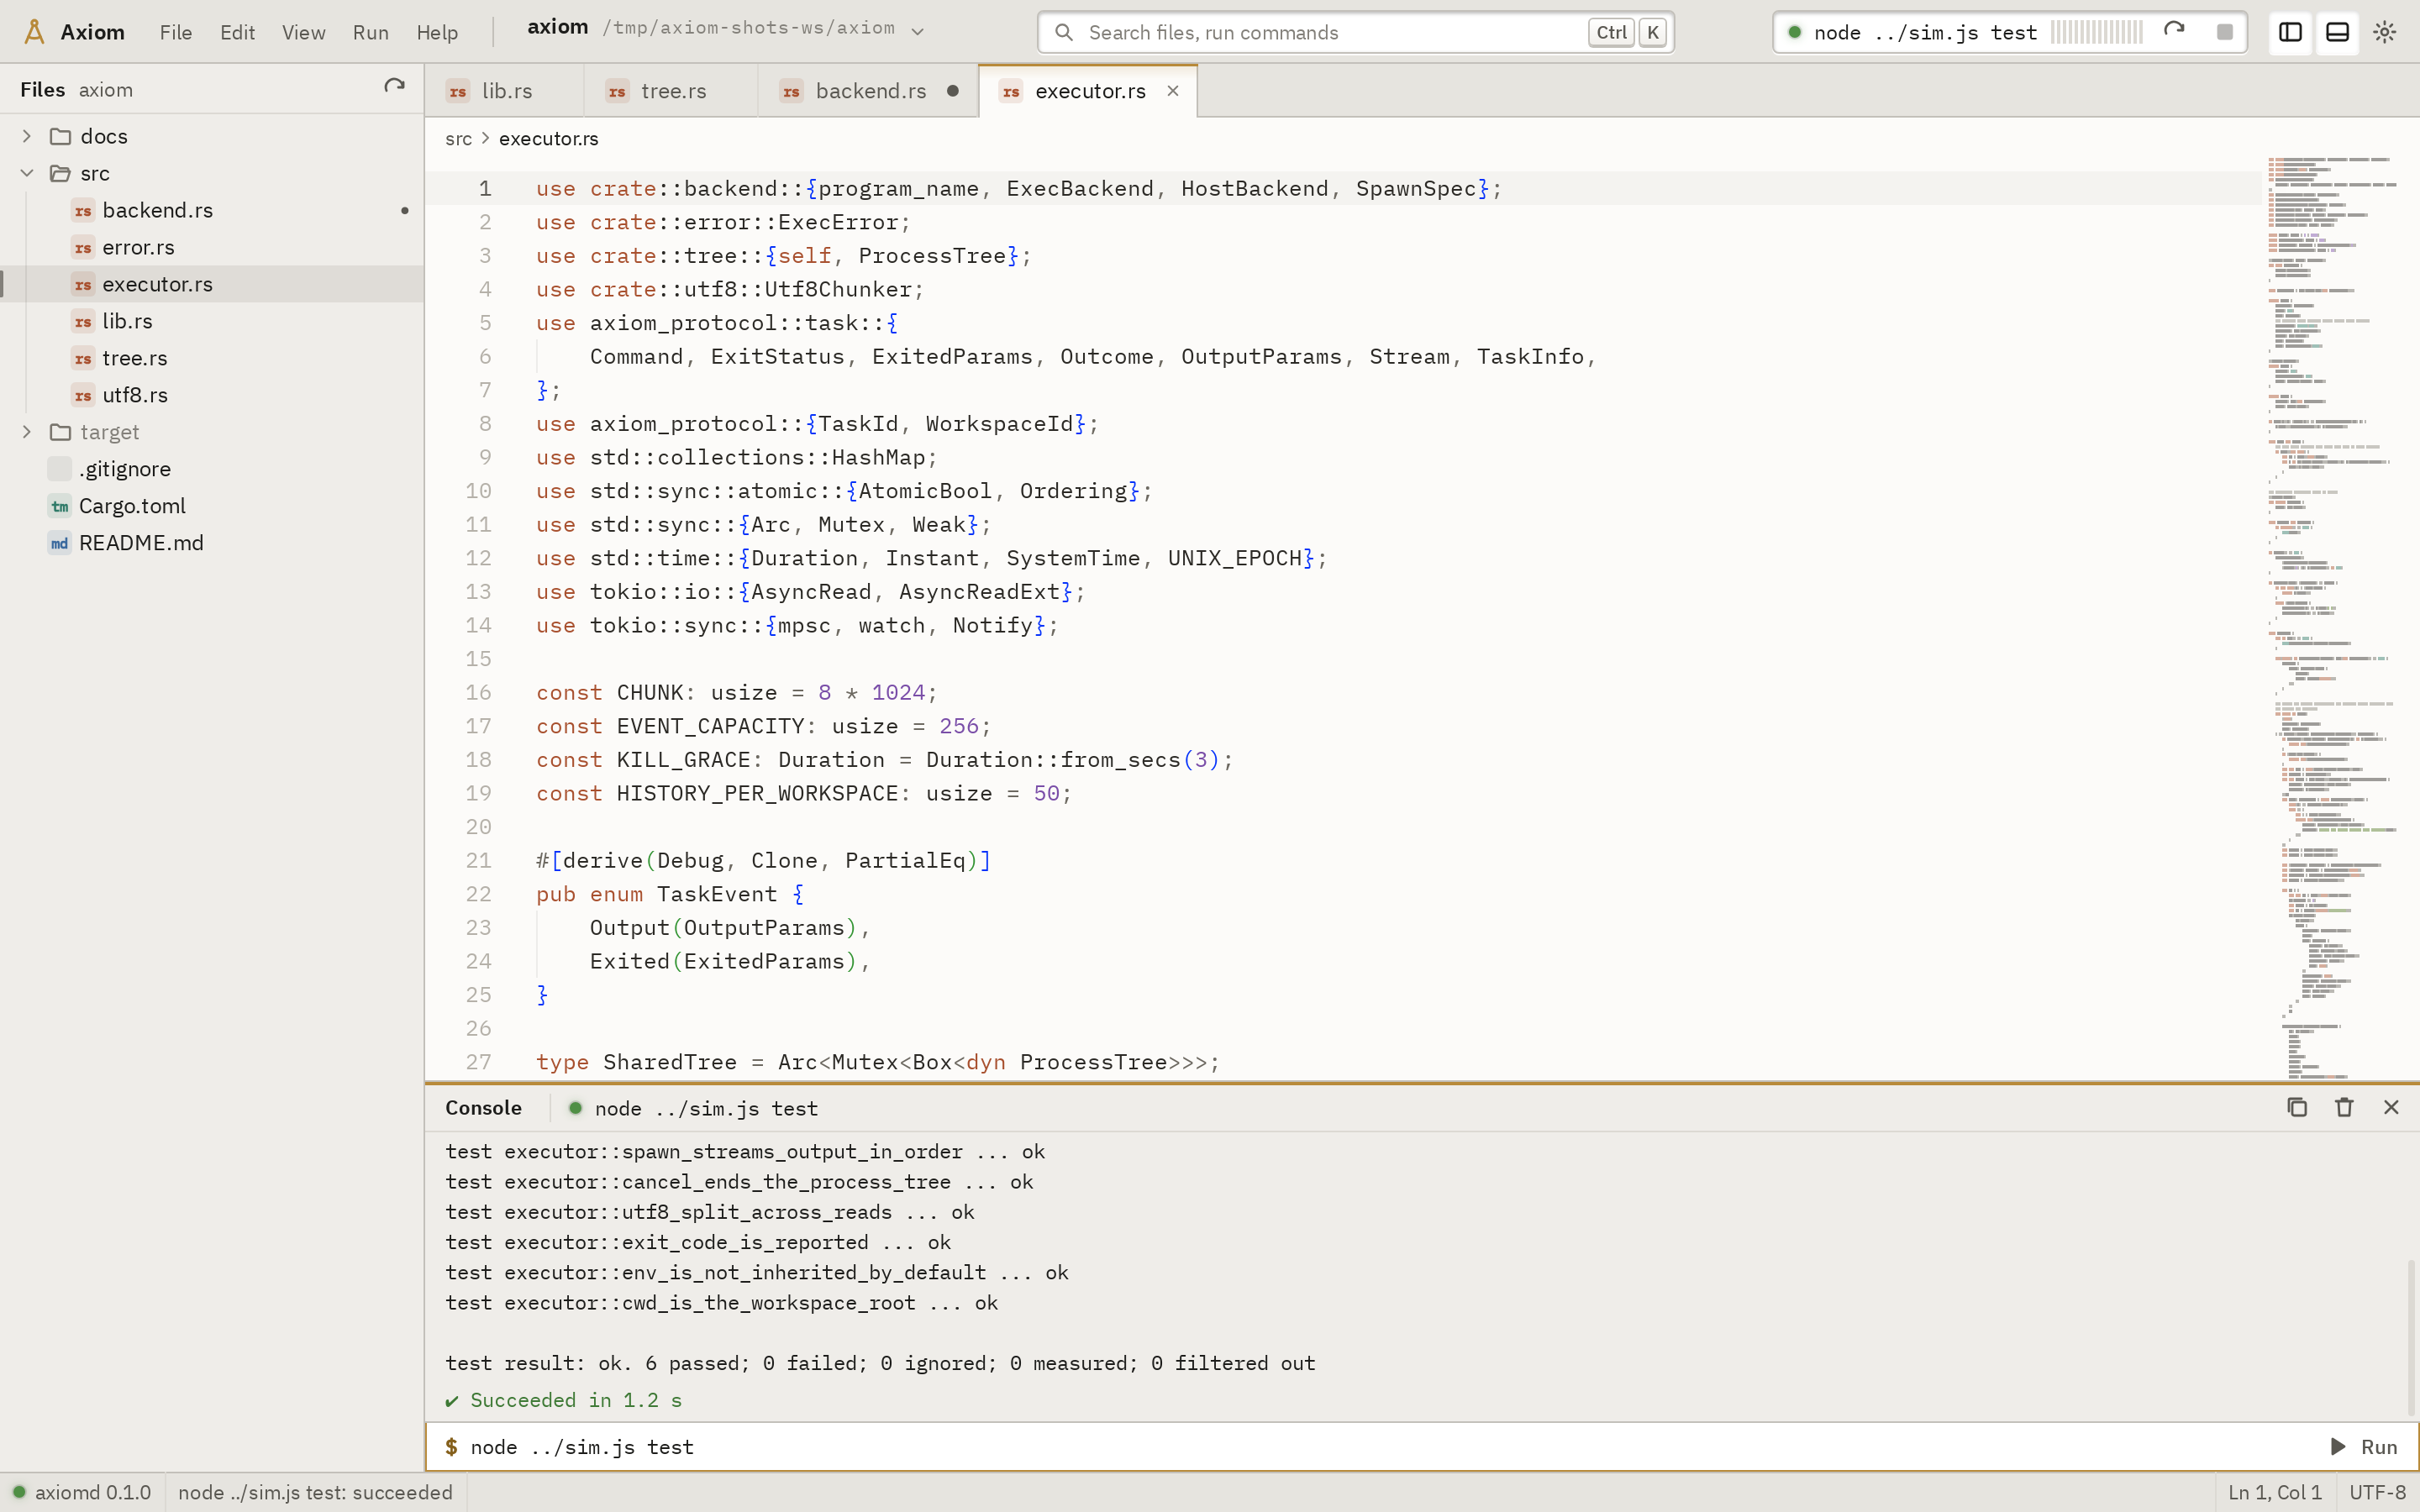 Axiom File Edit View Run Help axiom /tmp/axiom-shots-ws/axiom Search files, run commands Ctrl K node ../sim.js test
Files axiom
docs
src
rs backend.rs
rs error.rs
rs executor.rs
rs lib.rs
rs tree.rs
rs utf8.rs
target
.gitignore
tm Cargo.toml
md README.md
rs lib.rs rs tree.rs rs backend.rs rs executor.rs
src > executor.rs
1 use crate::backend::{program_name, ExecBackend, HostBackend, SpawnSpec};
2 use crate::error::ExecError;
3 use crate::tree::{self, ProcessTree};
4 use crate::utf8::Utf8Chunker;
5 use axiom_protocol::task::{
6     Command, ExitStatus, ExitedParams, Outcome, OutputParams, Stream, TaskInfo,
7 };
8 use axiom_protocol::{TaskId, WorkspaceId};
9 use std::collections::HashMap;
10 use std::sync::atomic::{AtomicBool, Ordering};
11 use std::sync::{Arc, Mutex, Weak};
12 use std::time::{Duration, Instant, SystemTime, UNIX_EPOCH};
13 use tokio::io::{AsyncRead, AsyncReadExt};
14 use tokio::sync::{mpsc, watch, Notify};
15
16 const CHUNK: usize = 8 * 1024;
17 const EVENT_CAPACITY: usize = 256;
18 const KILL_GRACE: Duration = Duration::from_secs(3);
19 const HISTORY_PER_WORKSPACE: usize = 50;
20
21 #[derive(Debug, Clone, PartialEq)]
22 pub enum TaskEvent {
23     Output(OutputParams),
24     Exited(ExitedParams),
25 }
26
27 type SharedTree = Arc<Mutex<Box<dyn ProcessTree>>>;
Console node ../sim.js test
test executor::spawn_streams_output_in_order ... ok
test executor::cancel_ends_the_process_tree ... ok
test executor::utf8_split_across_reads ... ok
test executor::exit_code_is_reported ... ok
test executor::env_is_not_inherited_by_default ... ok
test executor::cwd_is_the_workspace_root ... ok
test result: ok. 6 passed; 0 failed; 0 ignored; 0 measured; 0 filtered out
✔ Succeeded in 1.2 s
$ node ../sim.js test Run
axiomd 0.1.0 node ../sim.js test: succeeded Ln 1, Col 1 UTF-8